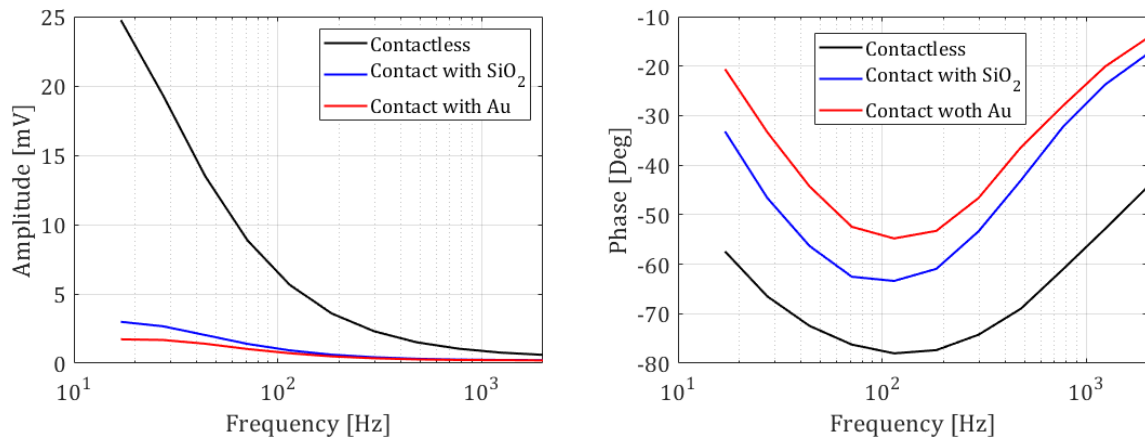 25
20
15
10
5
0
Amplitude [mV]
10^1
10^2
10^3
Frequency [Hz]
Contactless
Contact with SiO_2
Contact with Au
-10
-20
-30
-40
-50
-60
-70
-80
Phase [Deg]
10^1
10^2
10^3
Frequency [Hz]
Contactless
Contact with SiO_2
Contact woth Au